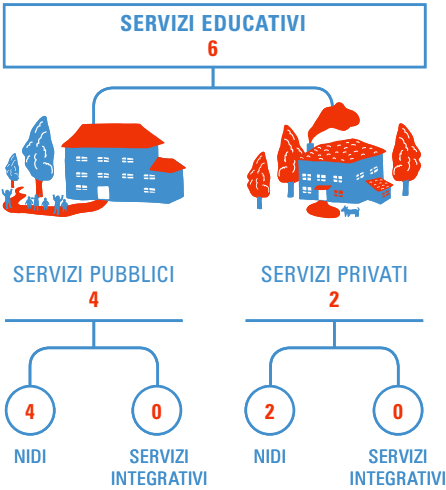 SERVIZI EDUCATIVI
6
SERVIZI PUBBLICI
4
SERVIZI PRIVATI
2
4
NIDI
0
SERVIZI
INTEGRATIVI
2
NIDI
0
SERVIZI
INTEGRATIVI